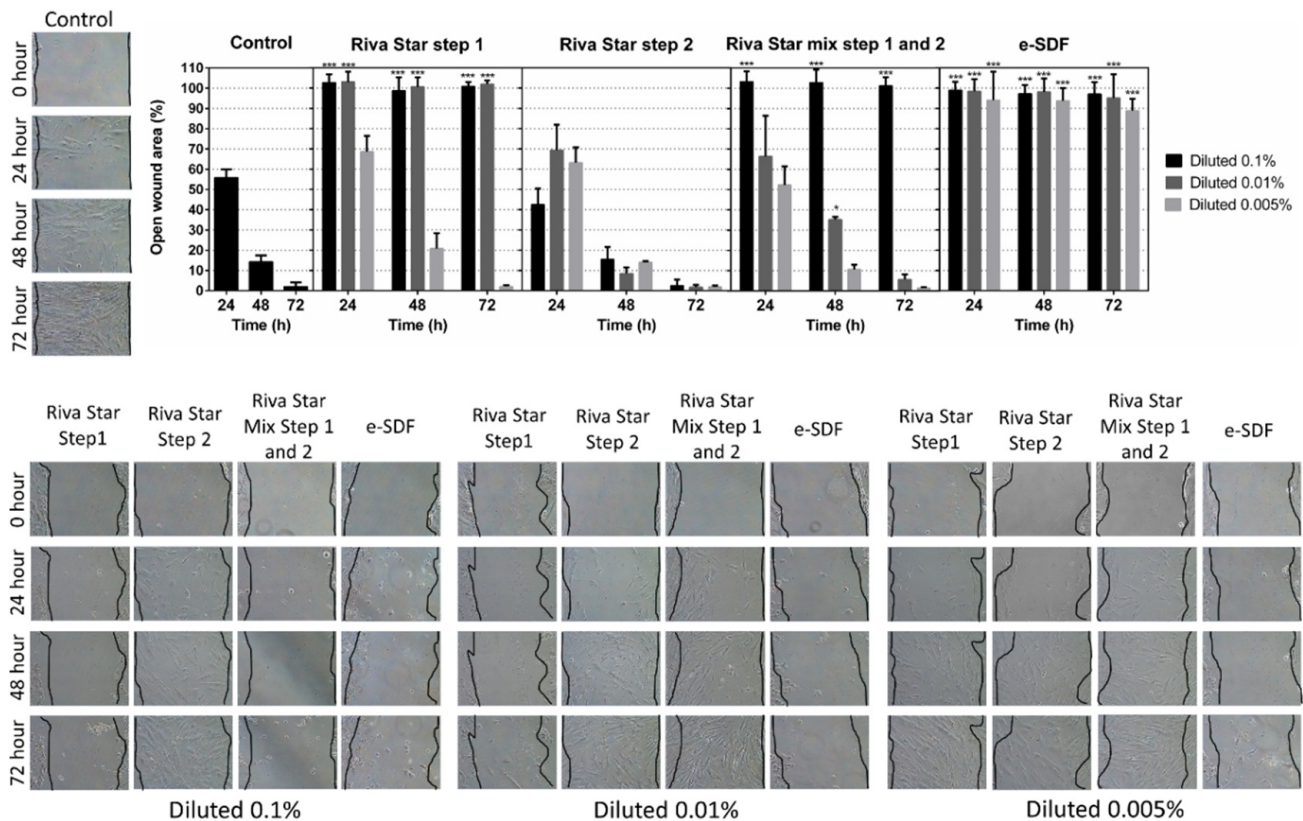 Control
0 hour
24 hour
48 hour
72 hour
Control
Riva Star step 1
Riva Star step 2
Riva Star mix step 1 and 2
e-SDF
Open wound area (%)
110
100
90
80
70
60
50
40
30
20
10
0
*** *** *** *** *** ***
*** * *** ***
*** *** *** *** *** *** *** *** ***
24 48 72
24 48 72
24 48 72
24 48 72
24 48 72
Time (h)
Time (h)
Time (h)
Time (h)
Time (h)
Diluted 0.1%
Diluted 0.01%
Diluted 0.005%
Riva Star
Step1
Riva Star
Step 2
Riva Star
Mix Step 1
and 2
e-SDF
Riva Star
Step1
Riva Star
Step 2
Riva Star
Mix Step 1
and 2
e-SDF
Riva Star
Step1
Riva Star
Step 2
Riva Star
Mix Step 1
and 2
e-SDF
0 hour
24 hour
48 hour
72 hour
Diluted 0.1%
Diluted 0.01%
Diluted 0.005%